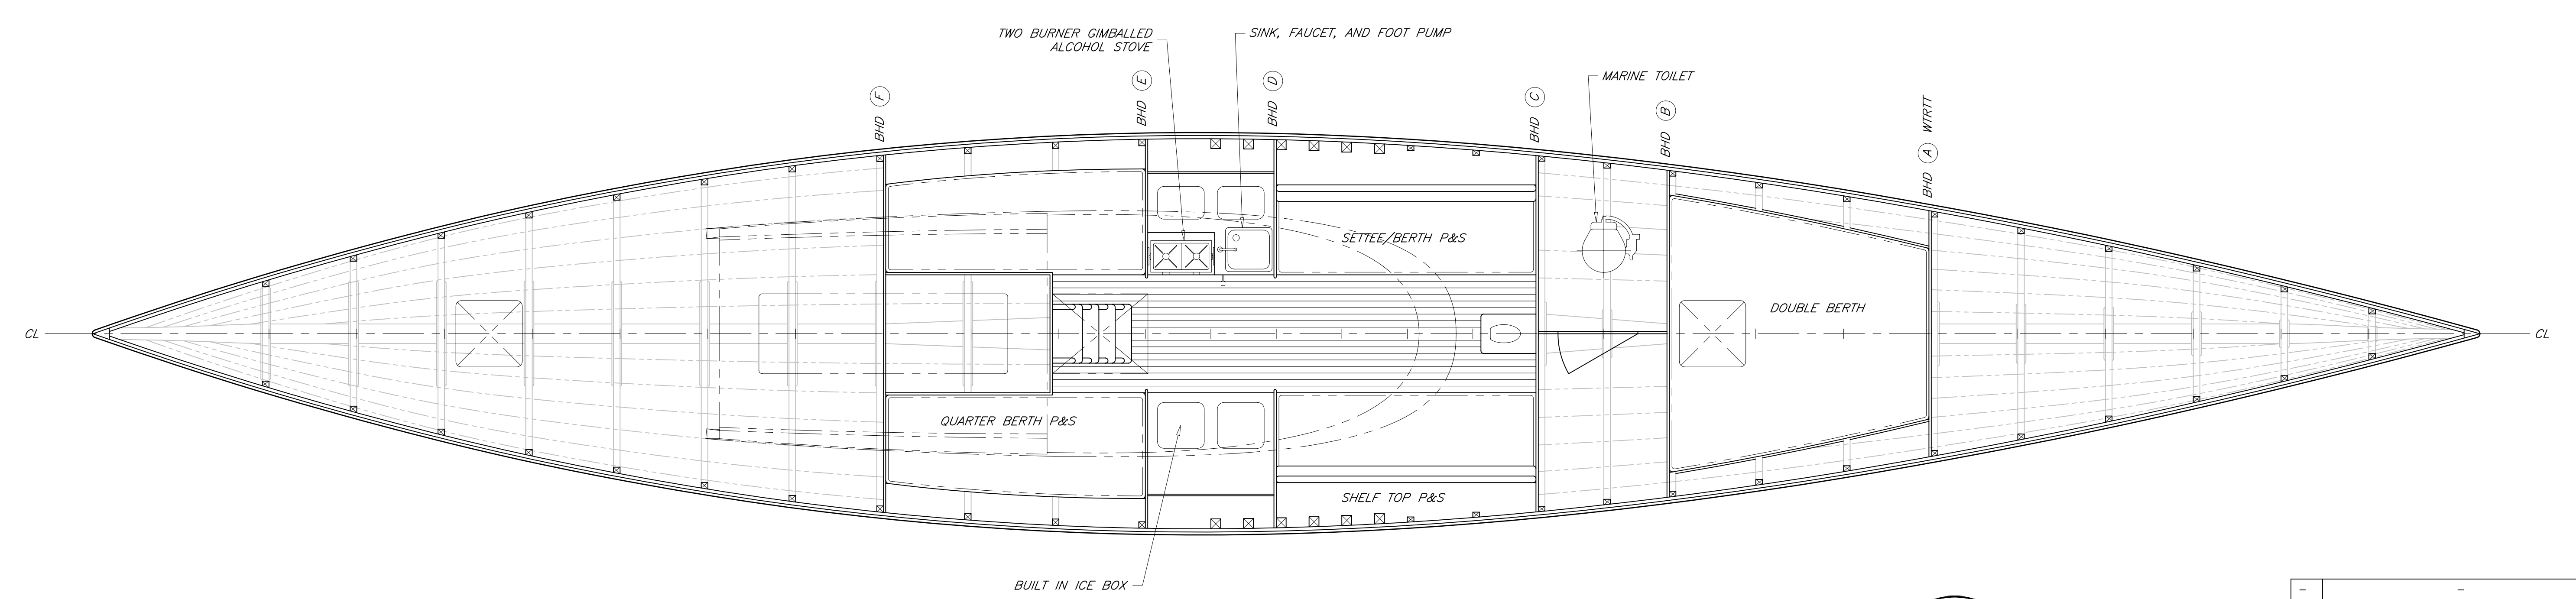 TWO BURNER GIMBALLED
ALCOHOL STOVE
SINK, FAUCET, AND FOOT PUMP
MARINE TOILET
BHD F
BHD E
BHD D
BHD C
BHD B
BHD A WTRTT
SETTEE/BERTH P&S
DOUBLE BERTH
CL
CL
QUARTER BERTH P&S
SHELF TOP P&S
BUILT IN ICE BOX